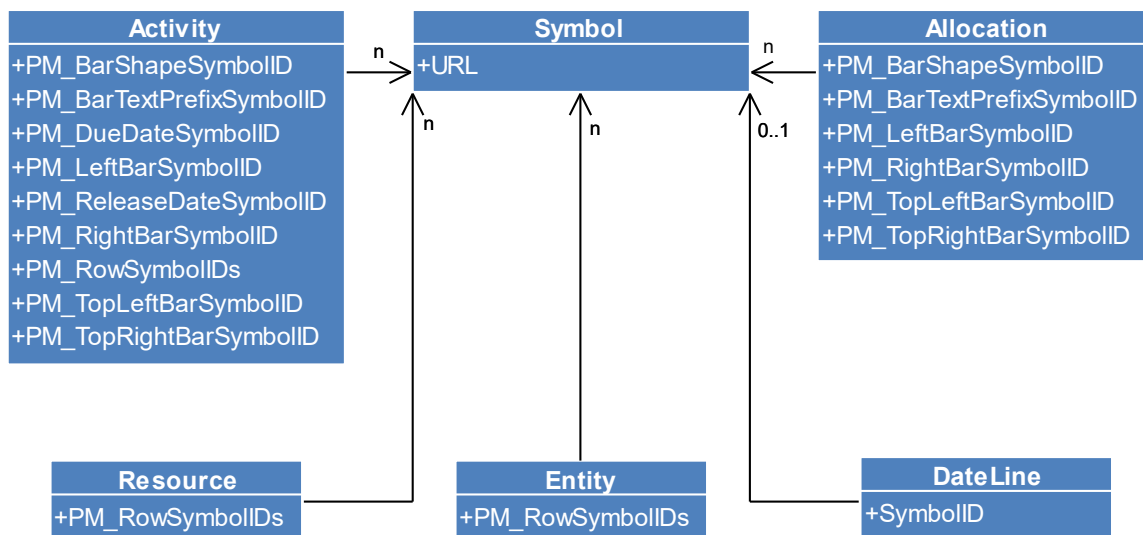 Activity
+PM_BarShapeSymbolID
+PM_BarTextPrefixSymbolID
+PM_DueDateSymbolID
+PM_LeftBarSymbolID
+PM_ReleaseDateSymbolID
+PM_RightBarSymbolID
+PM_RowSymbolIDs
+PM_TopLeftBarSymbolID
+PM_TopRightBarSymbolID
n
Symbol
+URL
n
Allocation
+PM_BarShapeSymbolID
+PM_BarTextPrefixSymbolID
+PM_LeftBarSymbolID
+PM_RightBarSymbolID
+PM_TopLeftBarSymbolID
+PM_TopRightBarSymbolID
n
n
0..1
Resource
+PM_RowSymbolIDs
Entity
+PM_RowSymbolIDs
DateLine
+SymbolID